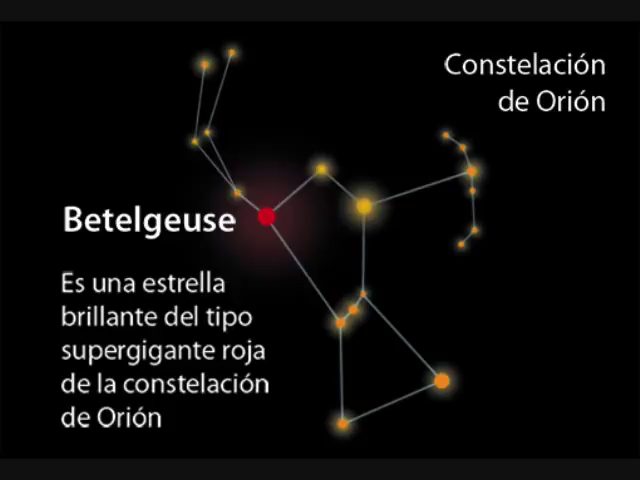 Constelación
de Orión
Betelgeuse
Es una estrella
brillante del tipo
supergigante roja
de la constelación
de Orión